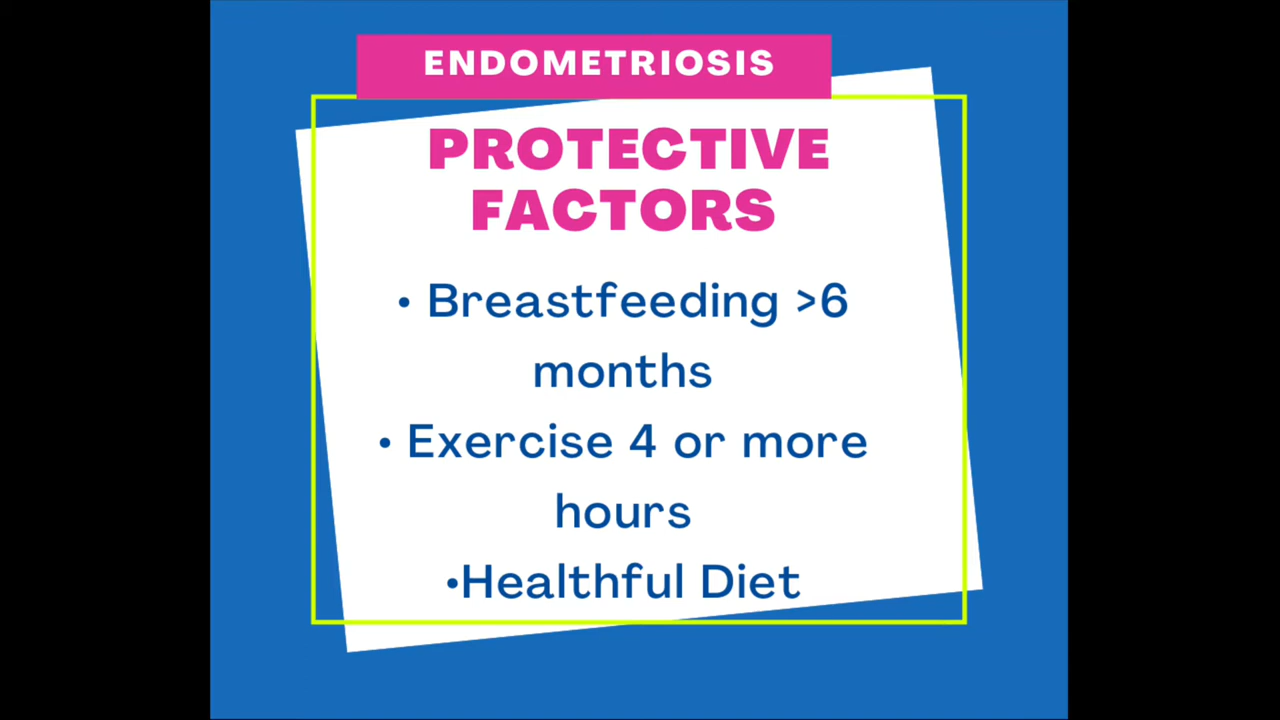 ENDOMETRIOSIS
PROTECTIVE
FACTORS
• Breastfeeding >6
months
• Exercise 4 or more
hours
•Healthful Diet